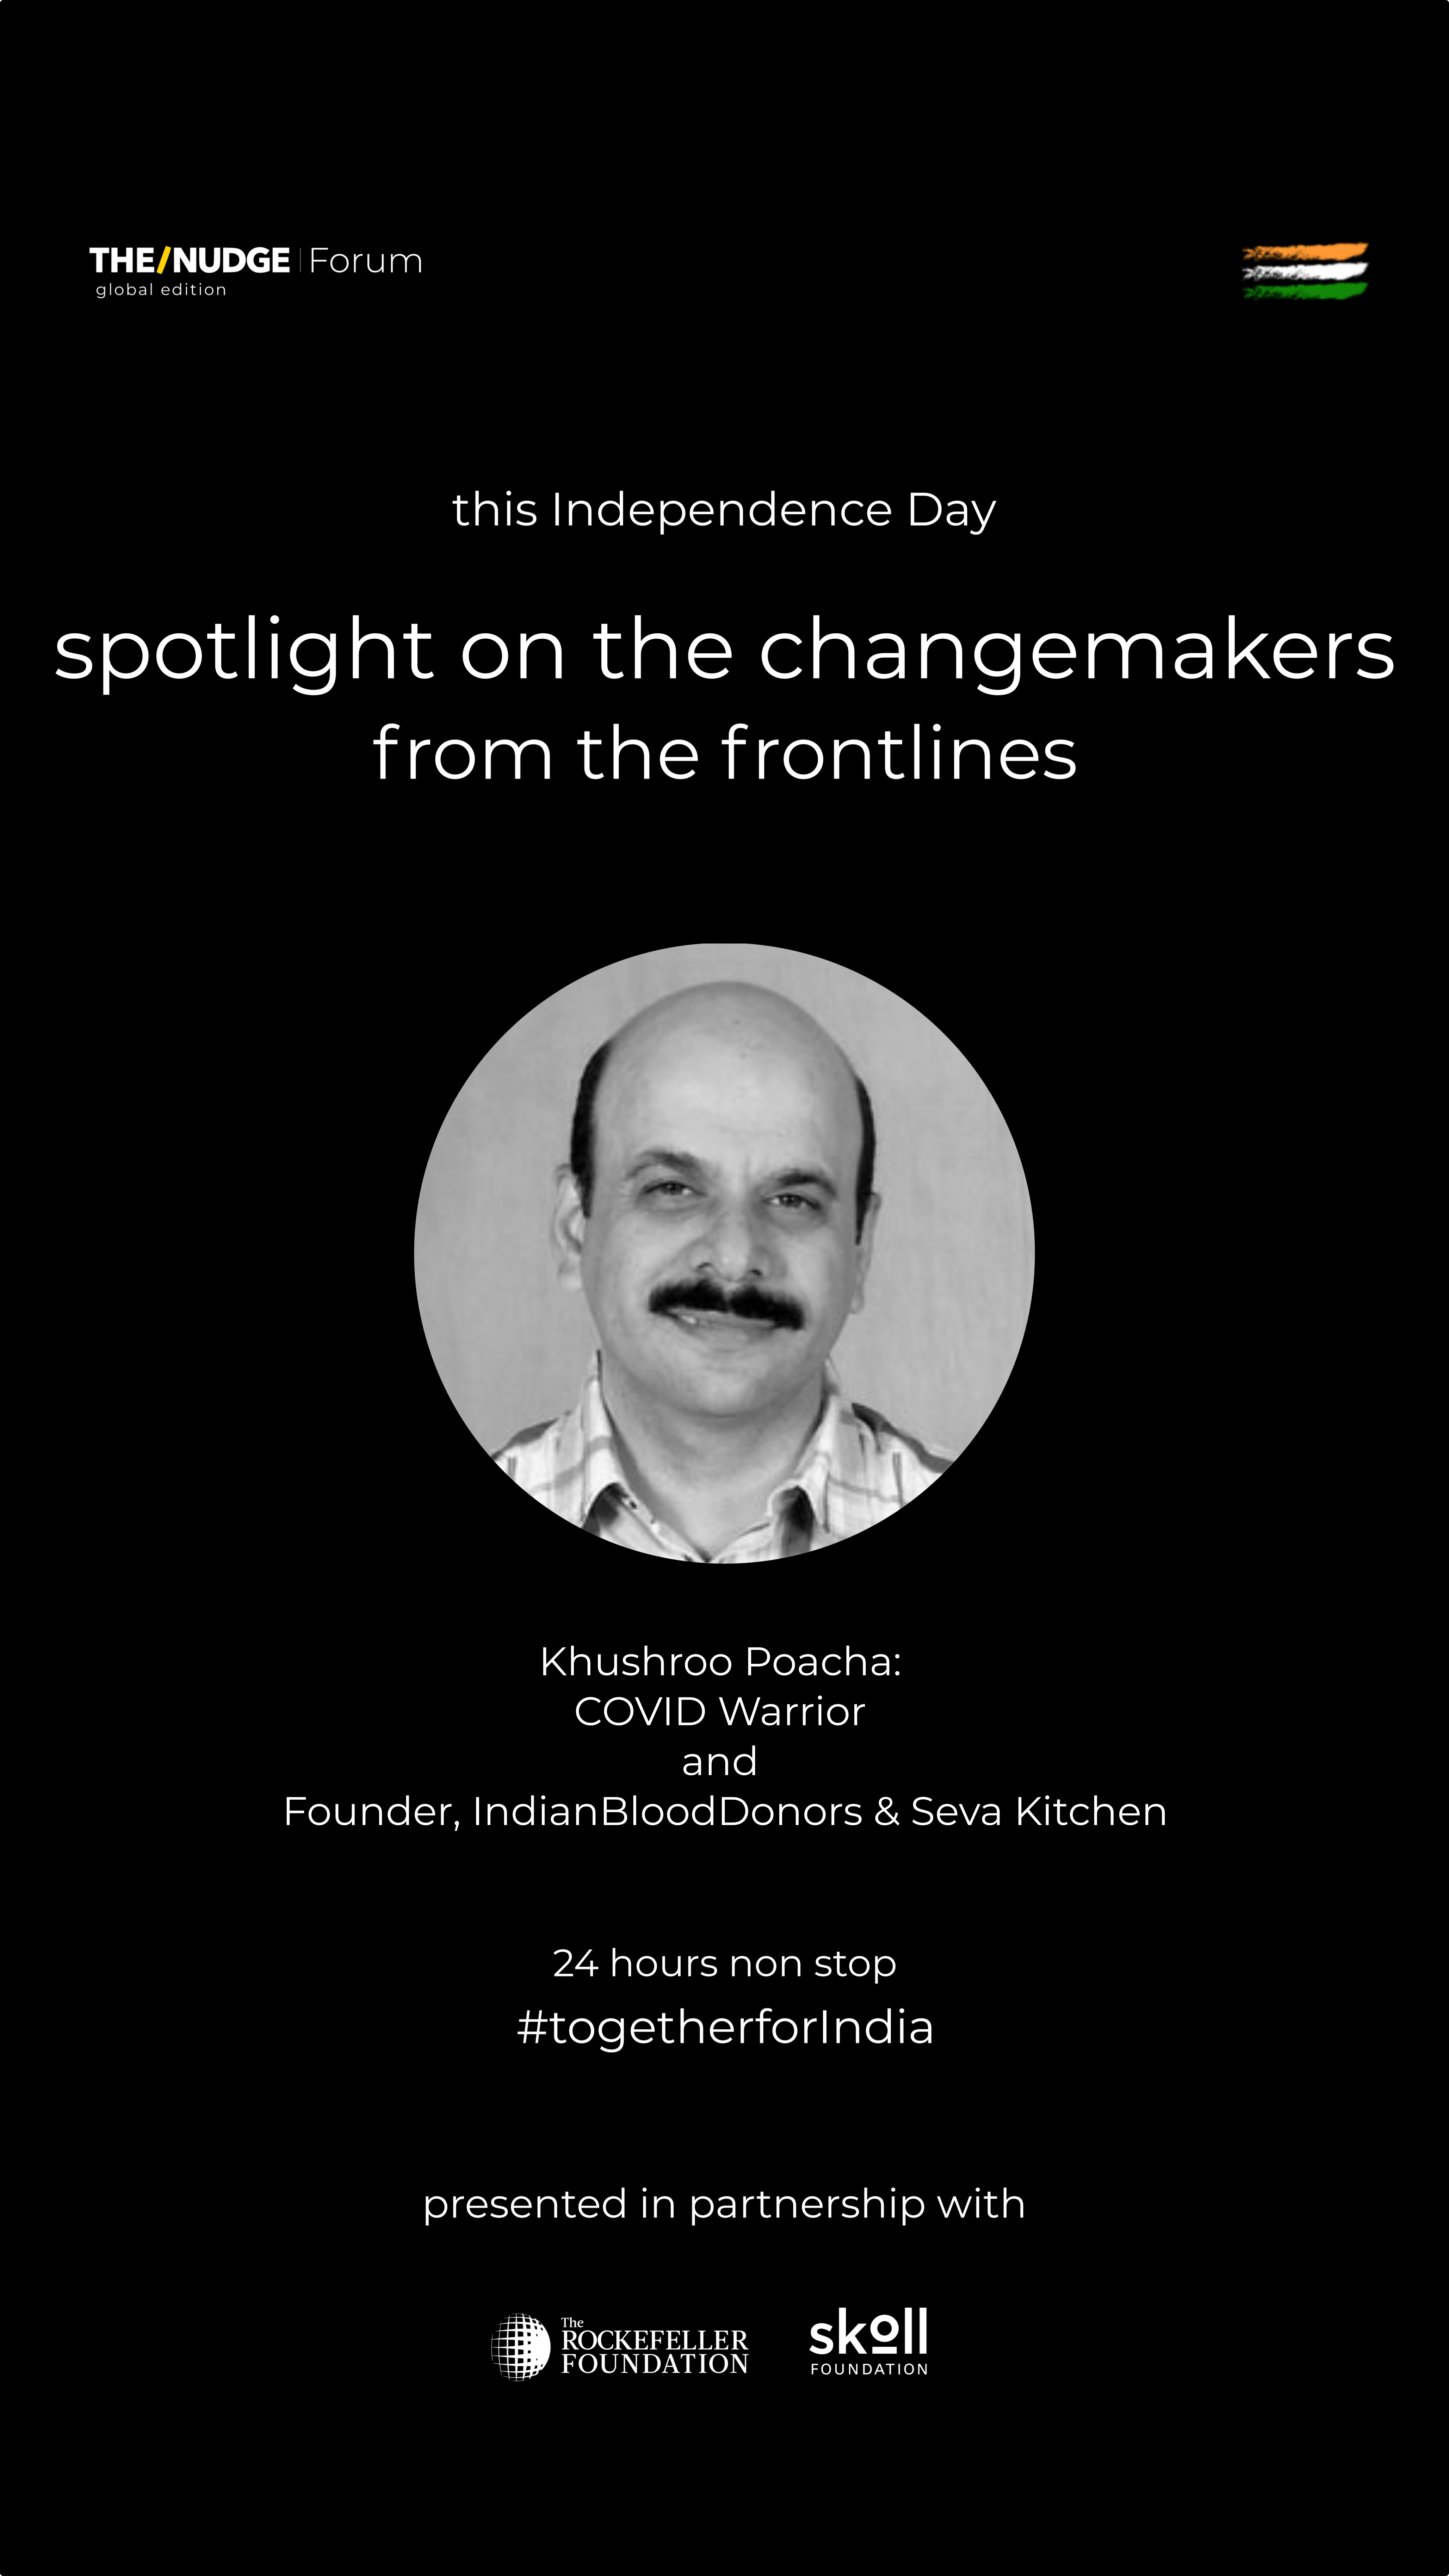 THE/NUDGE | Forum
global edition
this Independence Day
spotlight on the changemakers
from the frontlines
Khushroo Poacha:
COVID Warrior
and
Founder, IndianBloodDonors & Seva Kitchen
24 hours non stop
#togetherforIndia
presented in partnership with
The
ROCKEFELLER
FOUNDATION
skoll
FOUNDATION